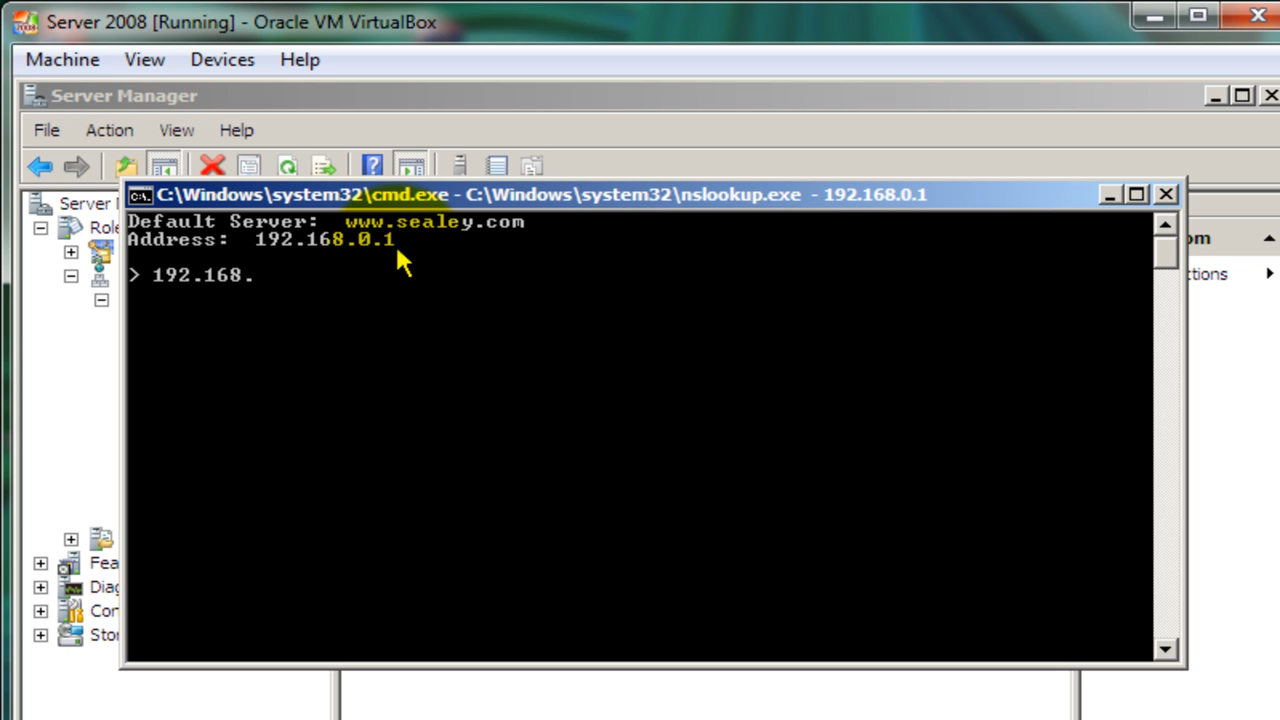 Server 2008 [Running] - Oracle VM VirtualBox
Machine View Devices Help
Server Manager
File Action View Help
C:\Windows\system32\cmd.exe - C:\Windows\system32\nslookup.exe - 192.168.0.1
Server
Default Server: www.sealey.com
Address: 192.168.0.1
> 192.168.
Role
om
ctions
Fea
Diag
Con
Stor